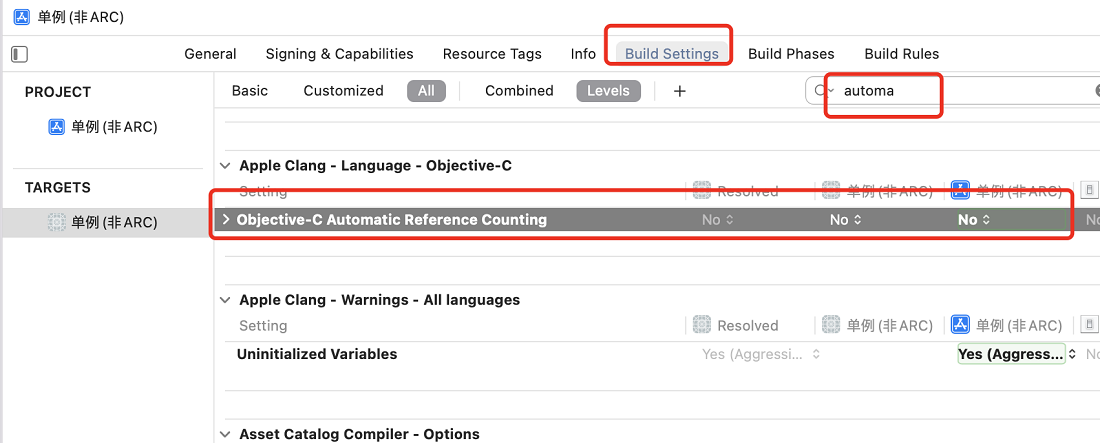 单例 (非ARC)
General Signing & Capabilities Resource Tags Info Build Settings Build Phases Build Rules
PROJECT
单例 (非ARC)
TARGETS
单例 (非ARC)
Basic Customized All Combined Levels + automa
Apple Clang - Language - Objective-C
Setting Resolved 单例 (非ARC) 单例 (非ARC)
Objective-C Automatic Reference Counting No No No No
Apple Clang - Warnings - All languages
Setting Resolved 单例 (非ARC) 单例 (非ARC)
Uninitialized Variables Yes (Aggressi... Yes (Aggress... No
Asset Catalog Compiler - Options